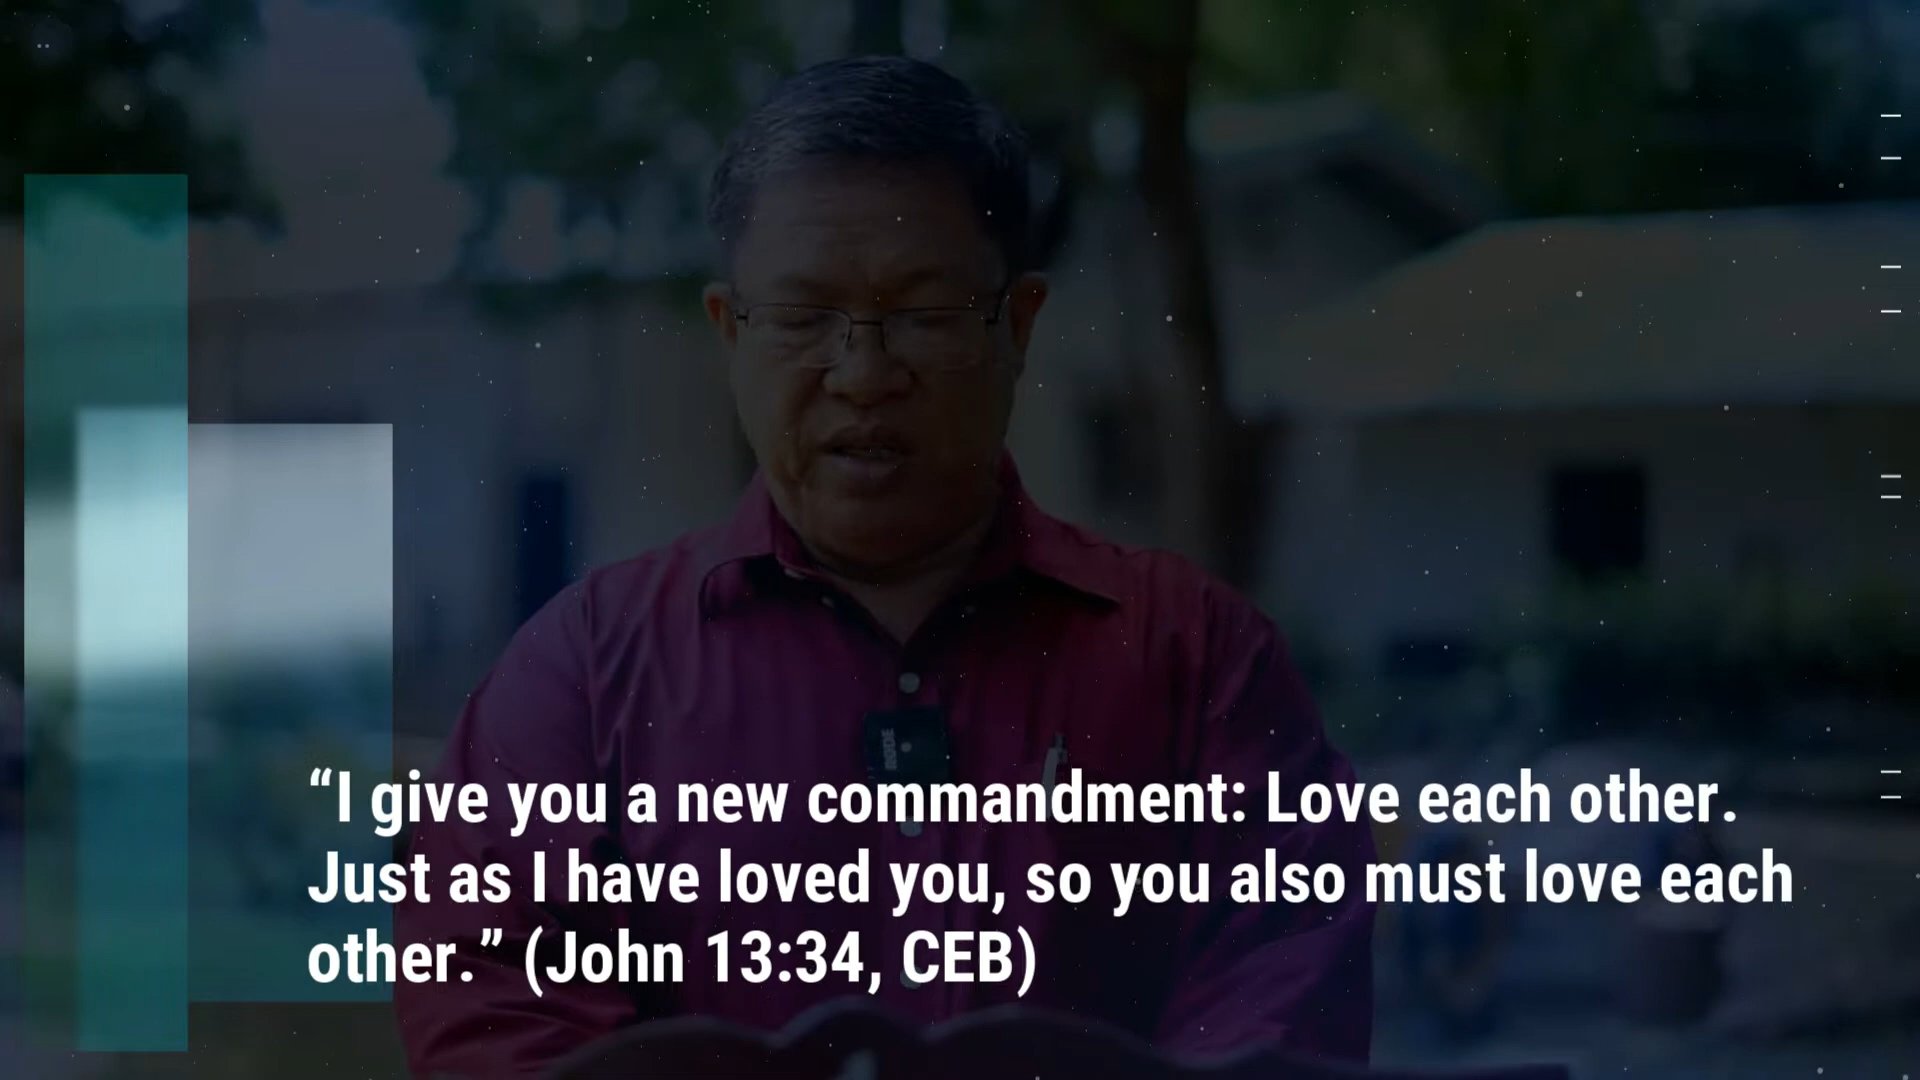 RODE
“I give you a new commandment: Love each other.
Just as I have loved you, so you also must love each
other.” (John 13:34, CEB)